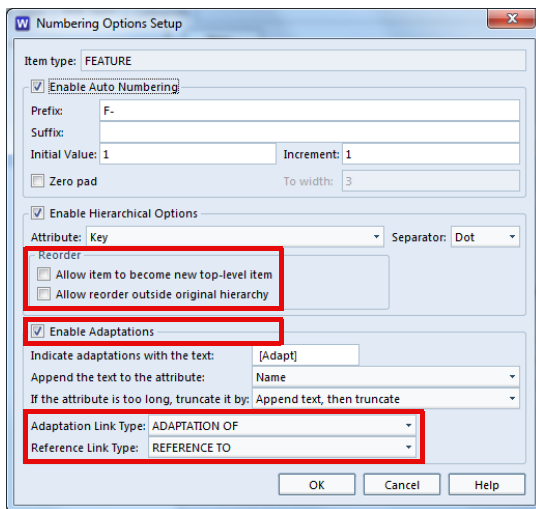 W Numbering Options Setup
Item type: FEATURE
Enable Auto Numbering
Prefix: F-
Suffix:
Initial Value: 1 Increment: 1
Zero pad To width: 3
Enable Hierarchical Options
Attribute: Key Separator: Dot
Reorder
Allow item to become new top-level item
Allow reorder outside original hierarchy
Enable Adaptations
Indicate adaptations with the text: [Adapt]
Append the text to the attribute: Name
If the attribute is too long, truncate it by: Append text, then truncate
Adaptation Link Type: ADAPTATION OF
Reference Link Type: REFERENCE TO
OK Cancel Help